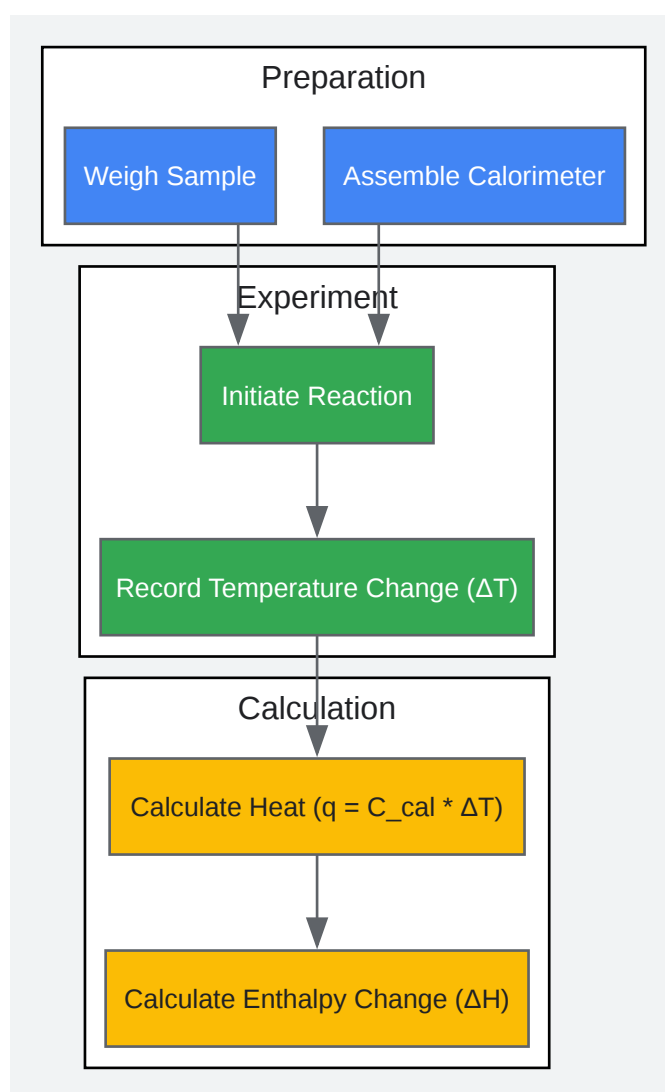 Preparation
Weigh Sample
Assemble Calorimeter
Experiment
Initiate Reaction
Record Temperature Change (ΔT)
Calculation
Calculate Heat (q = C_cal * ΔT)
Calculate Enthalpy Change (ΔH)